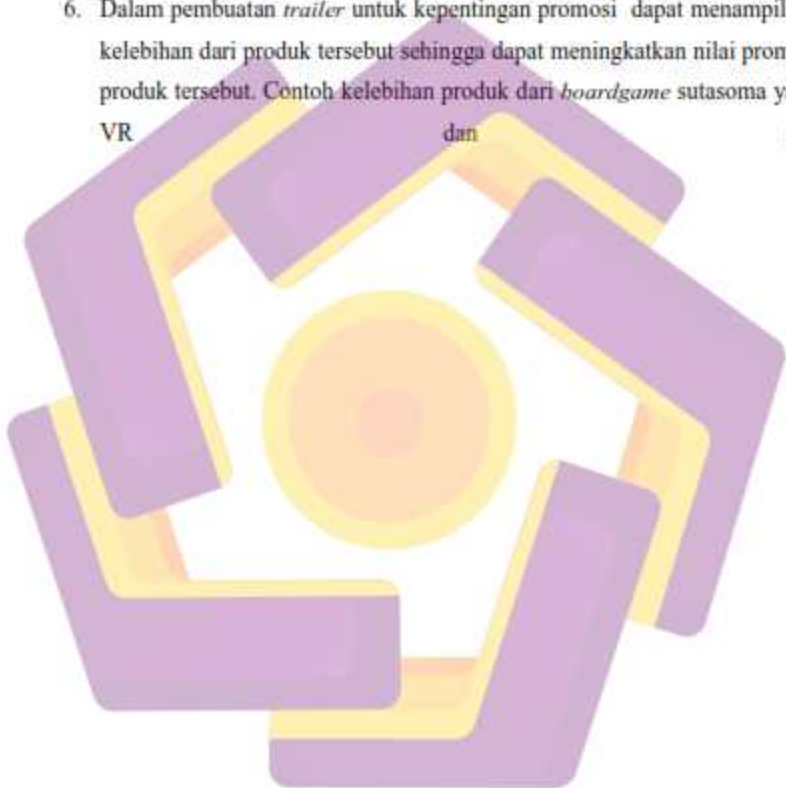 6. Dalam pembuatan trailer untuk kepentingan promosi dapat menampil
kelebihan dari produk tersebut sehingga dapat meningkatkan nilai prom
produk tersebut. Contoh kelebihan produk dari boardgame sutasoma y
VR dan